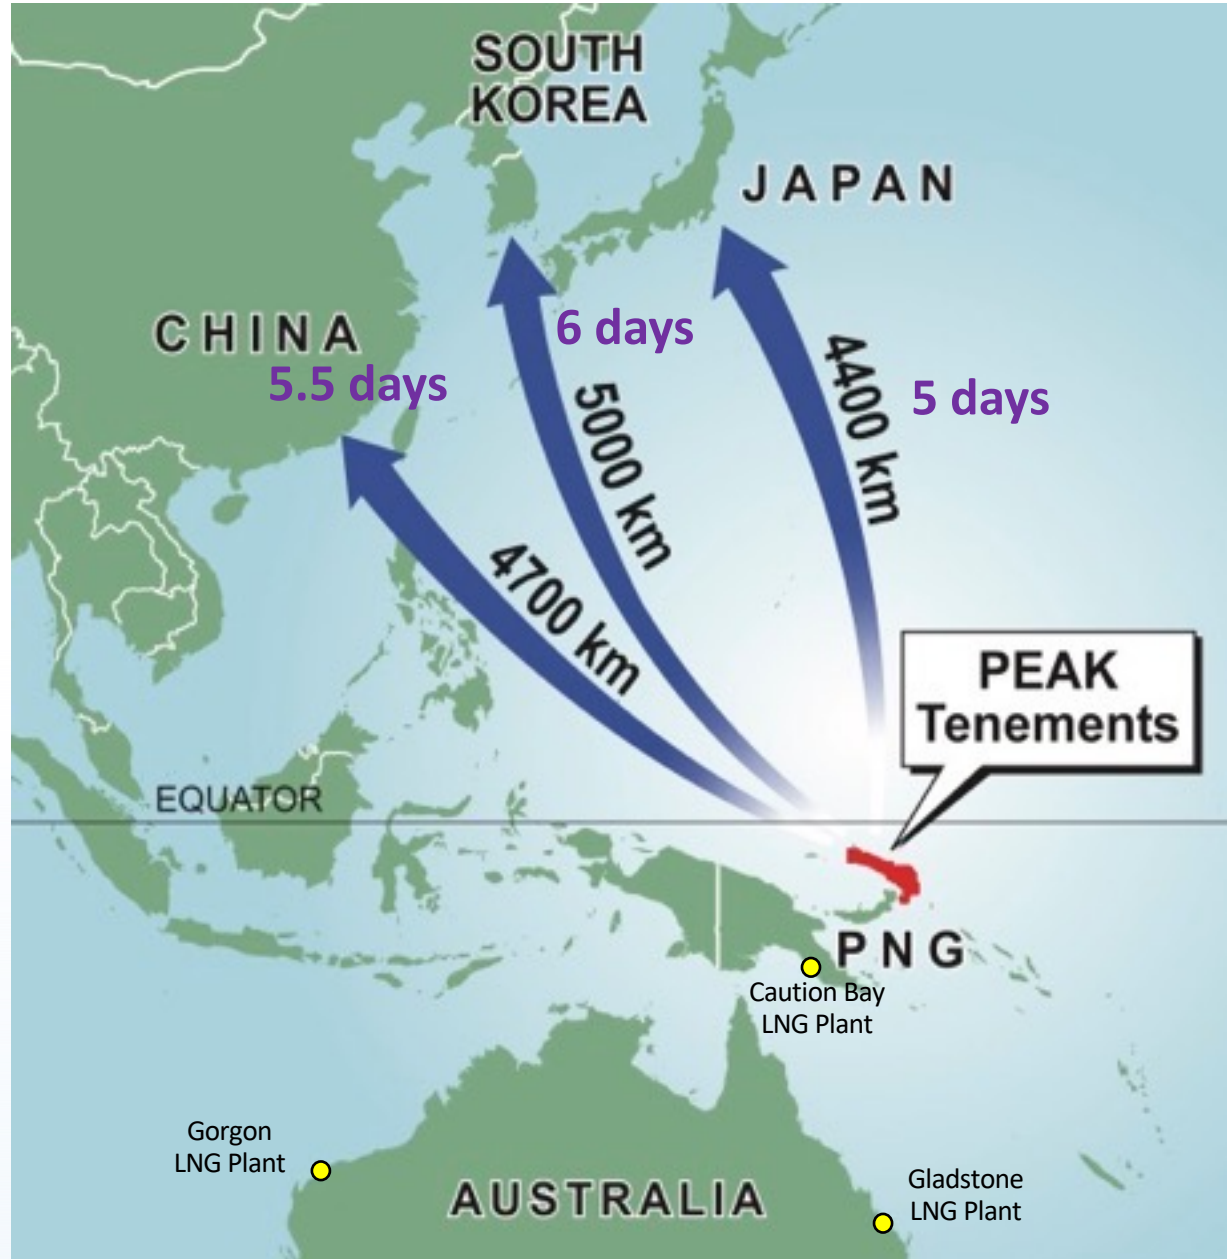 SOUTH
KOREA
JAPAN
CHINA
6 days
5.5 days
5 days
4400 km
5000 km
4700 km
PEAK
Tenements
EQUATOR
PNG
Caution Bay
LNG Plant
Gorgon
LNG Plant
AUSTRALIA
Gladstone
LNG Plant